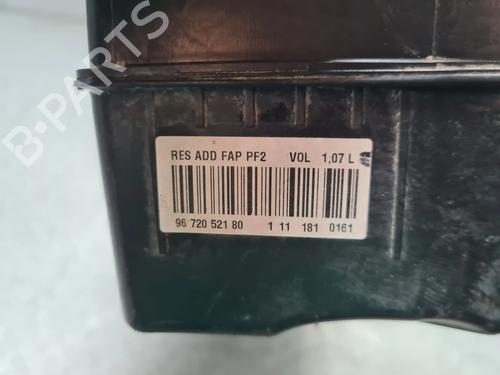 B-PARTS
RES ADD FAP PF2 VOL 1,07 L
96 720 521 80 1 11 181 0161